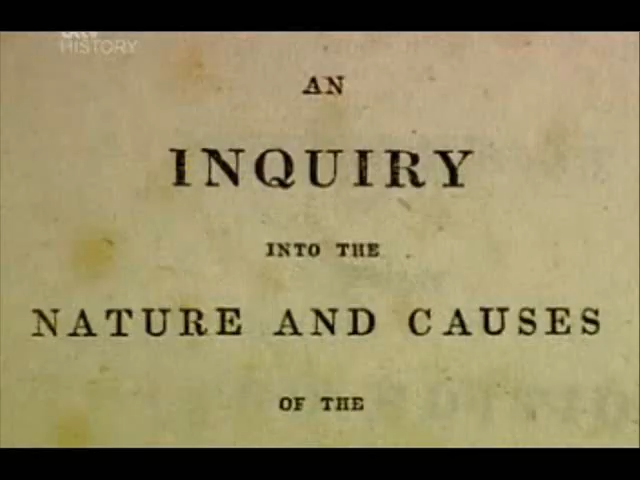 HISTORY
AN
INQUIRY
INTO THE
NATURE AND CAUSES
OF THE